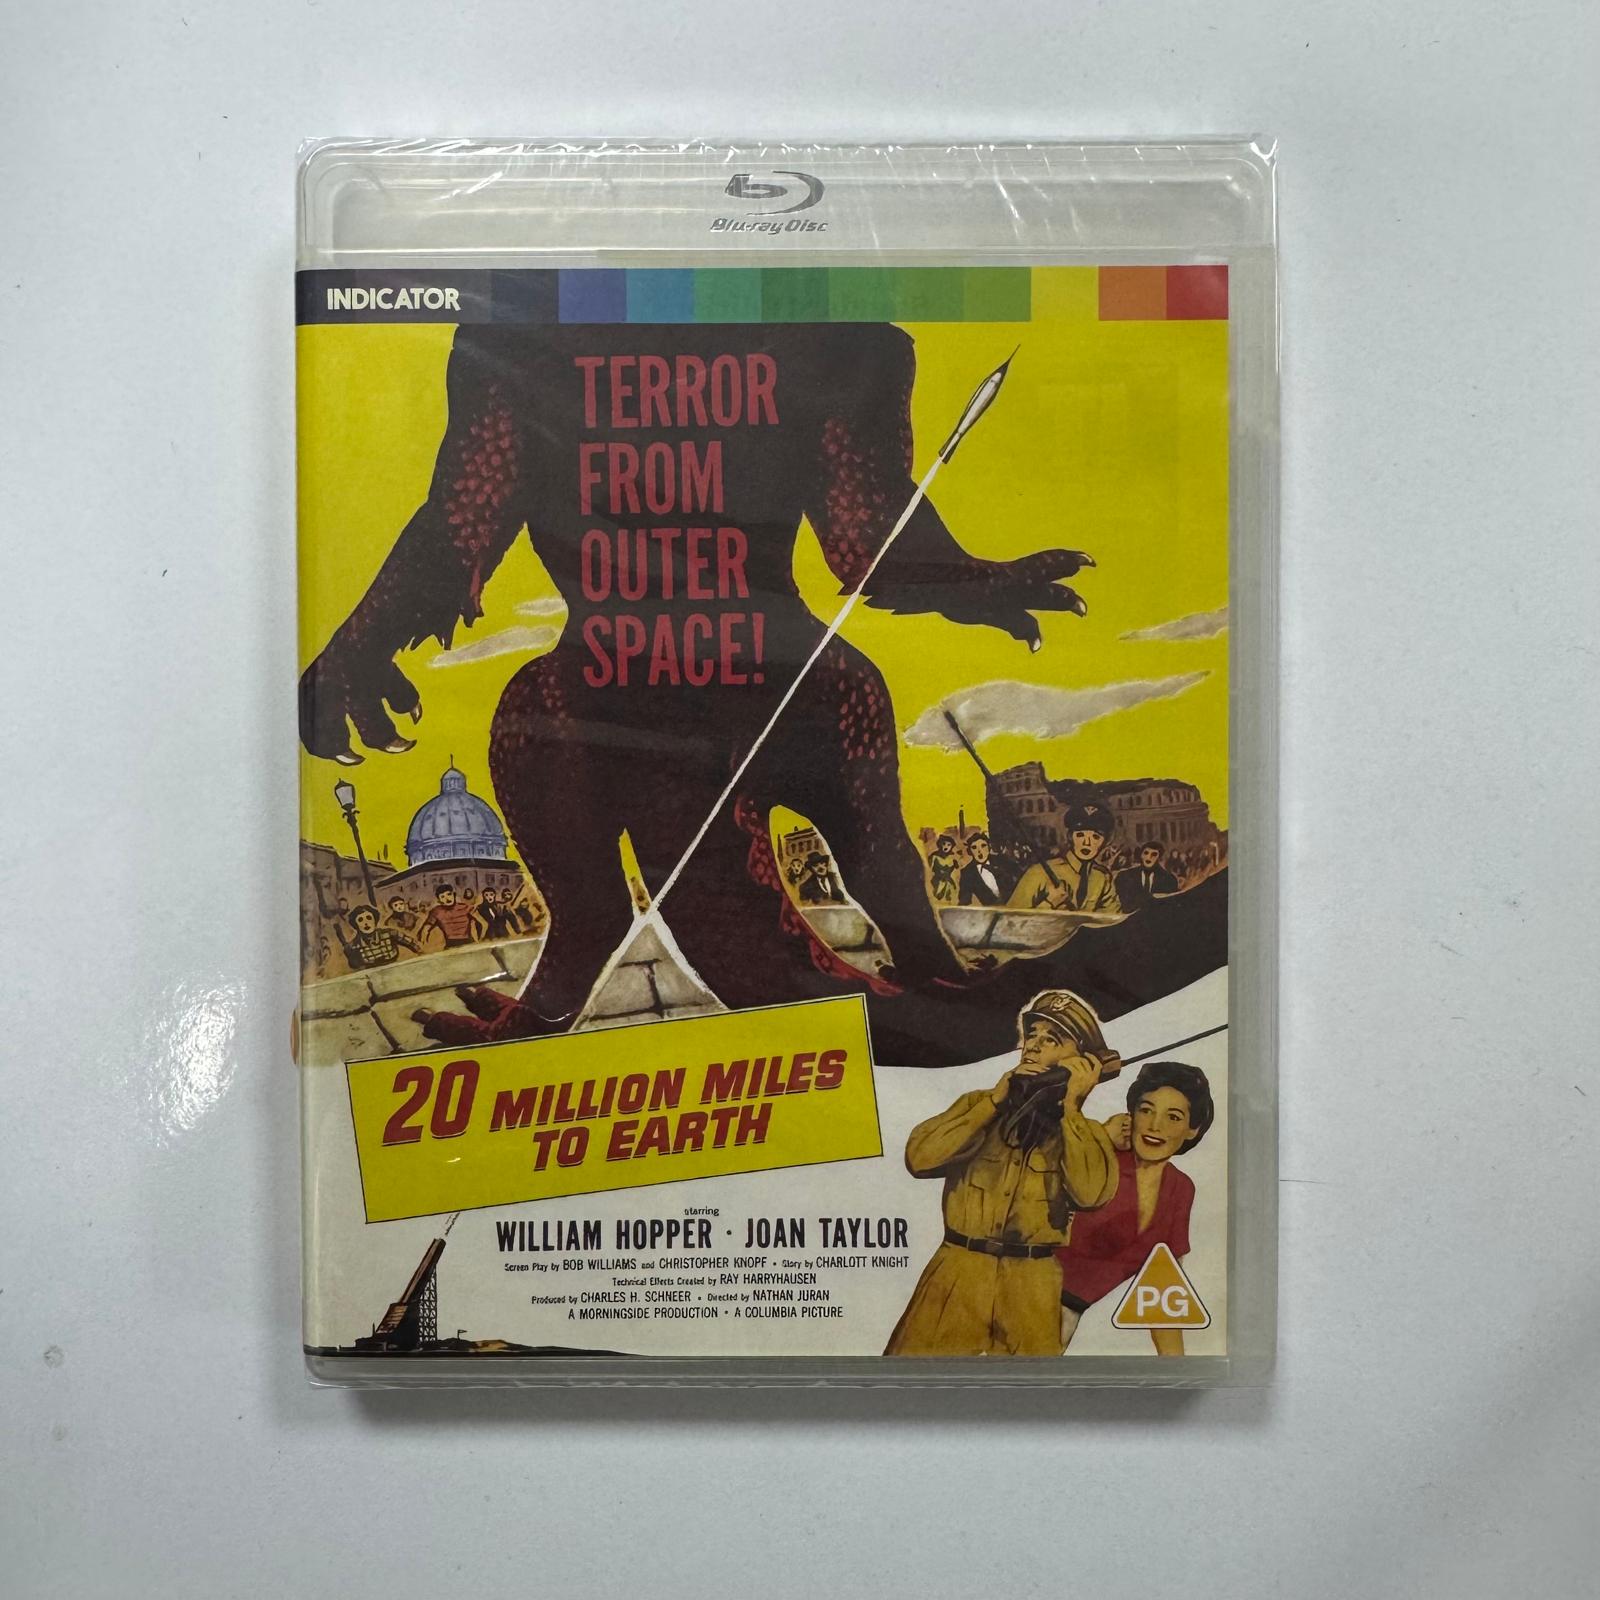 Blu-ray Disc
INDICATOR
TERROR
FROM
OUTER
SPACE!
20 MILLION MILES
TO EARTH
starring
WILLIAM HOPPER · JOAN TAYLOR
Screen Play by BOB WILLIAMS and CHRISTOPHER KNOPF • Story by CHARLOTT KNIGHT
Technical Effects Created by RAY HARRYHAUSEN
Produced by CHARLES H. SCHNEER • Directed by NATHAN JURAN
A MORNINGSIDE PRODUCTION • A COLUMBIA PICTURE
PG